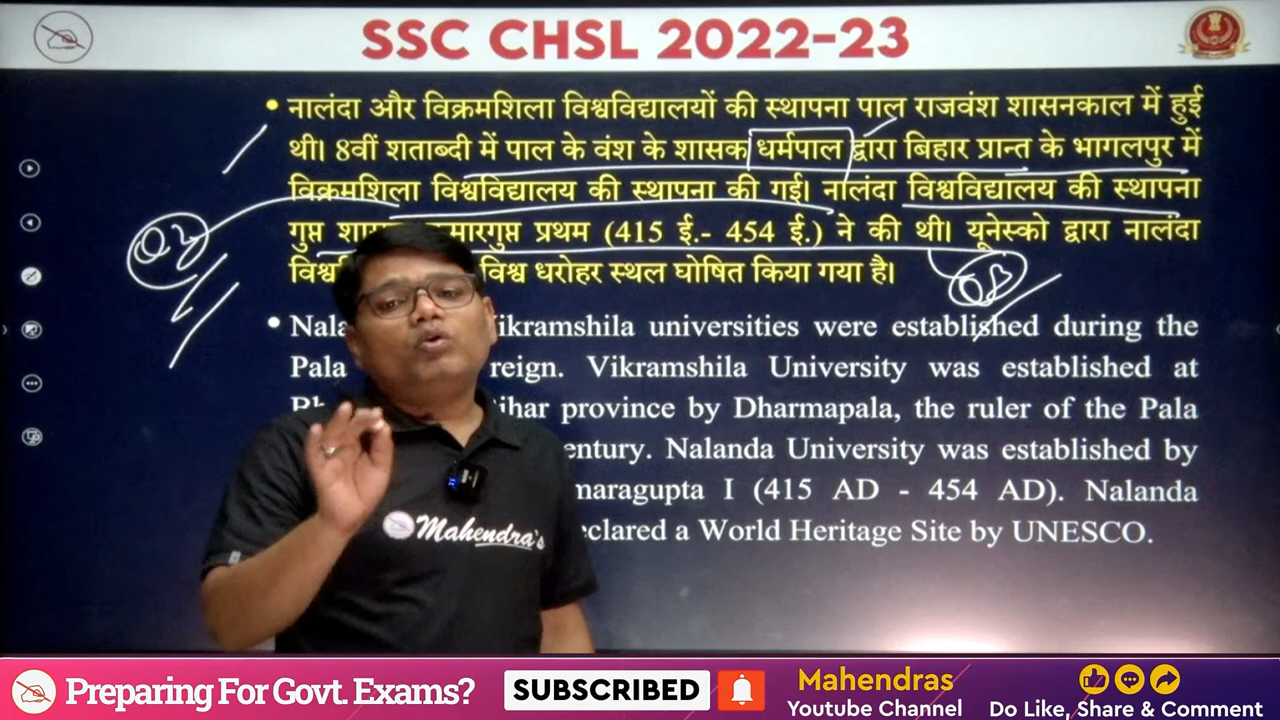 SSC CHSL 2022-23
• नालंदा और विक्रमशिला विश्वविद्यालयों की स्थापना पाल राजवंश शासनकाल में हुई
थी। 8वीं शताब्दी में पाल के वंश के शासक धर्मपाल द्वारा बिहार प्रान्त के भागलपुर में
विक्रमशिला विश्वविद्यालय की स्थापना की गई। नालंदा विश्वविद्यालय की स्थापना
गुप्त मारगुप्त प्रथम (415 ई.- 454 ई.) ने की थी। यूनेस्को द्वारा नालंदा
विश्व धरोहर स्थल घोषित किया गया है।
• Nala ikramshila universities were established during the
Pala reign. Vikramshila University was established at
ihar province by Dharmapala, the ruler of the Pala
entury. Nalanda University was established by
maragupta I (415 AD - 454 AD). Nalanda
eclared a World Heritage Site by UNESCO.
Mahendra's
Preparing For Govt. Exams? SUBSCRIBED Mahendras
YouTube Channel Do Like, Share & Comment